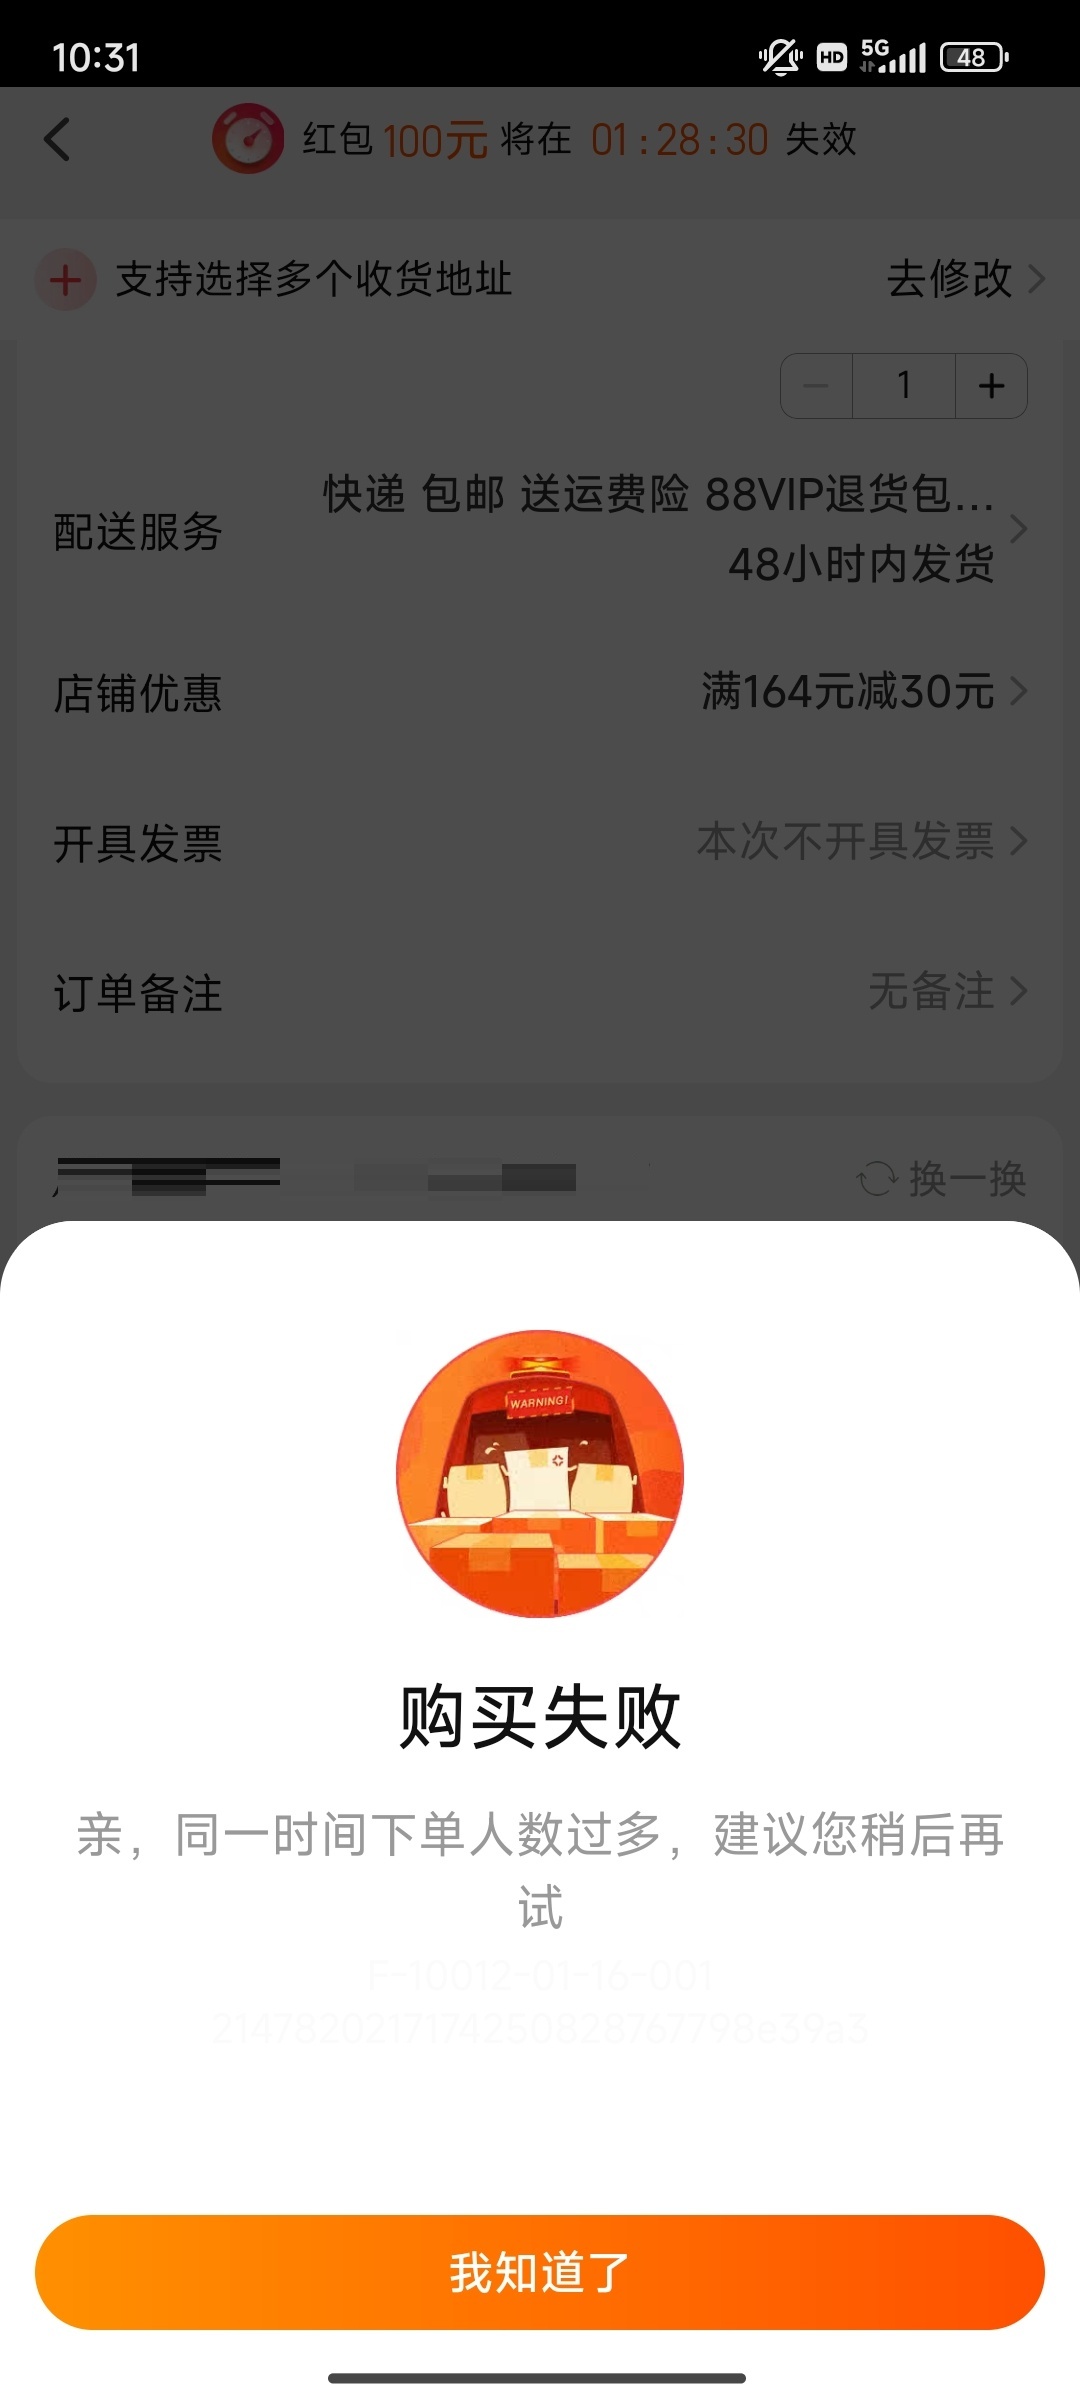 10:31
HD
5G
48
红包 100元 将在 01:28:30 失效
支持选择多个收货地址
去修改
1
配送服务
快递 包邮 送运费险 88VIP退货包...
48小时内发货
店铺优惠
满164元减30元
开具发票
本次不开具发票
订单备注
无备注
换一换
WARNING!
购买失败
亲，同一时间下单人数过多，建议您稍后再
试
F-10012-01-16-001
我知道了